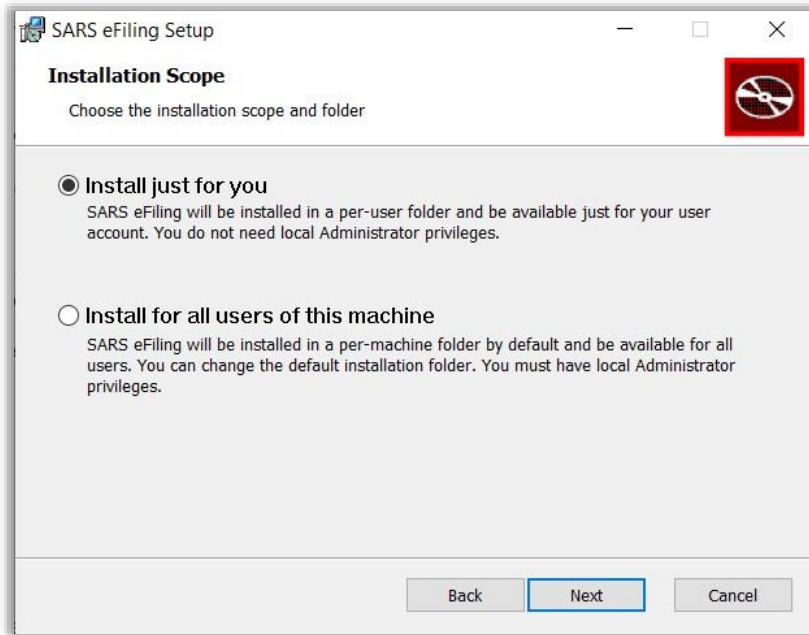 SARS eFiling Setup
Installation Scope
Choose the installation scope and folder
Install just for you
SARS eFiling will be installed in a per-user folder and be available just for your user
account. You do not need local Administrator privileges.
Install for all users of this machine
SARS eFiling will be installed in a per-machine folder by default and be available for all
users. You can change the default installation folder. You must have local Administrator
privileges.
Back Next Cancel